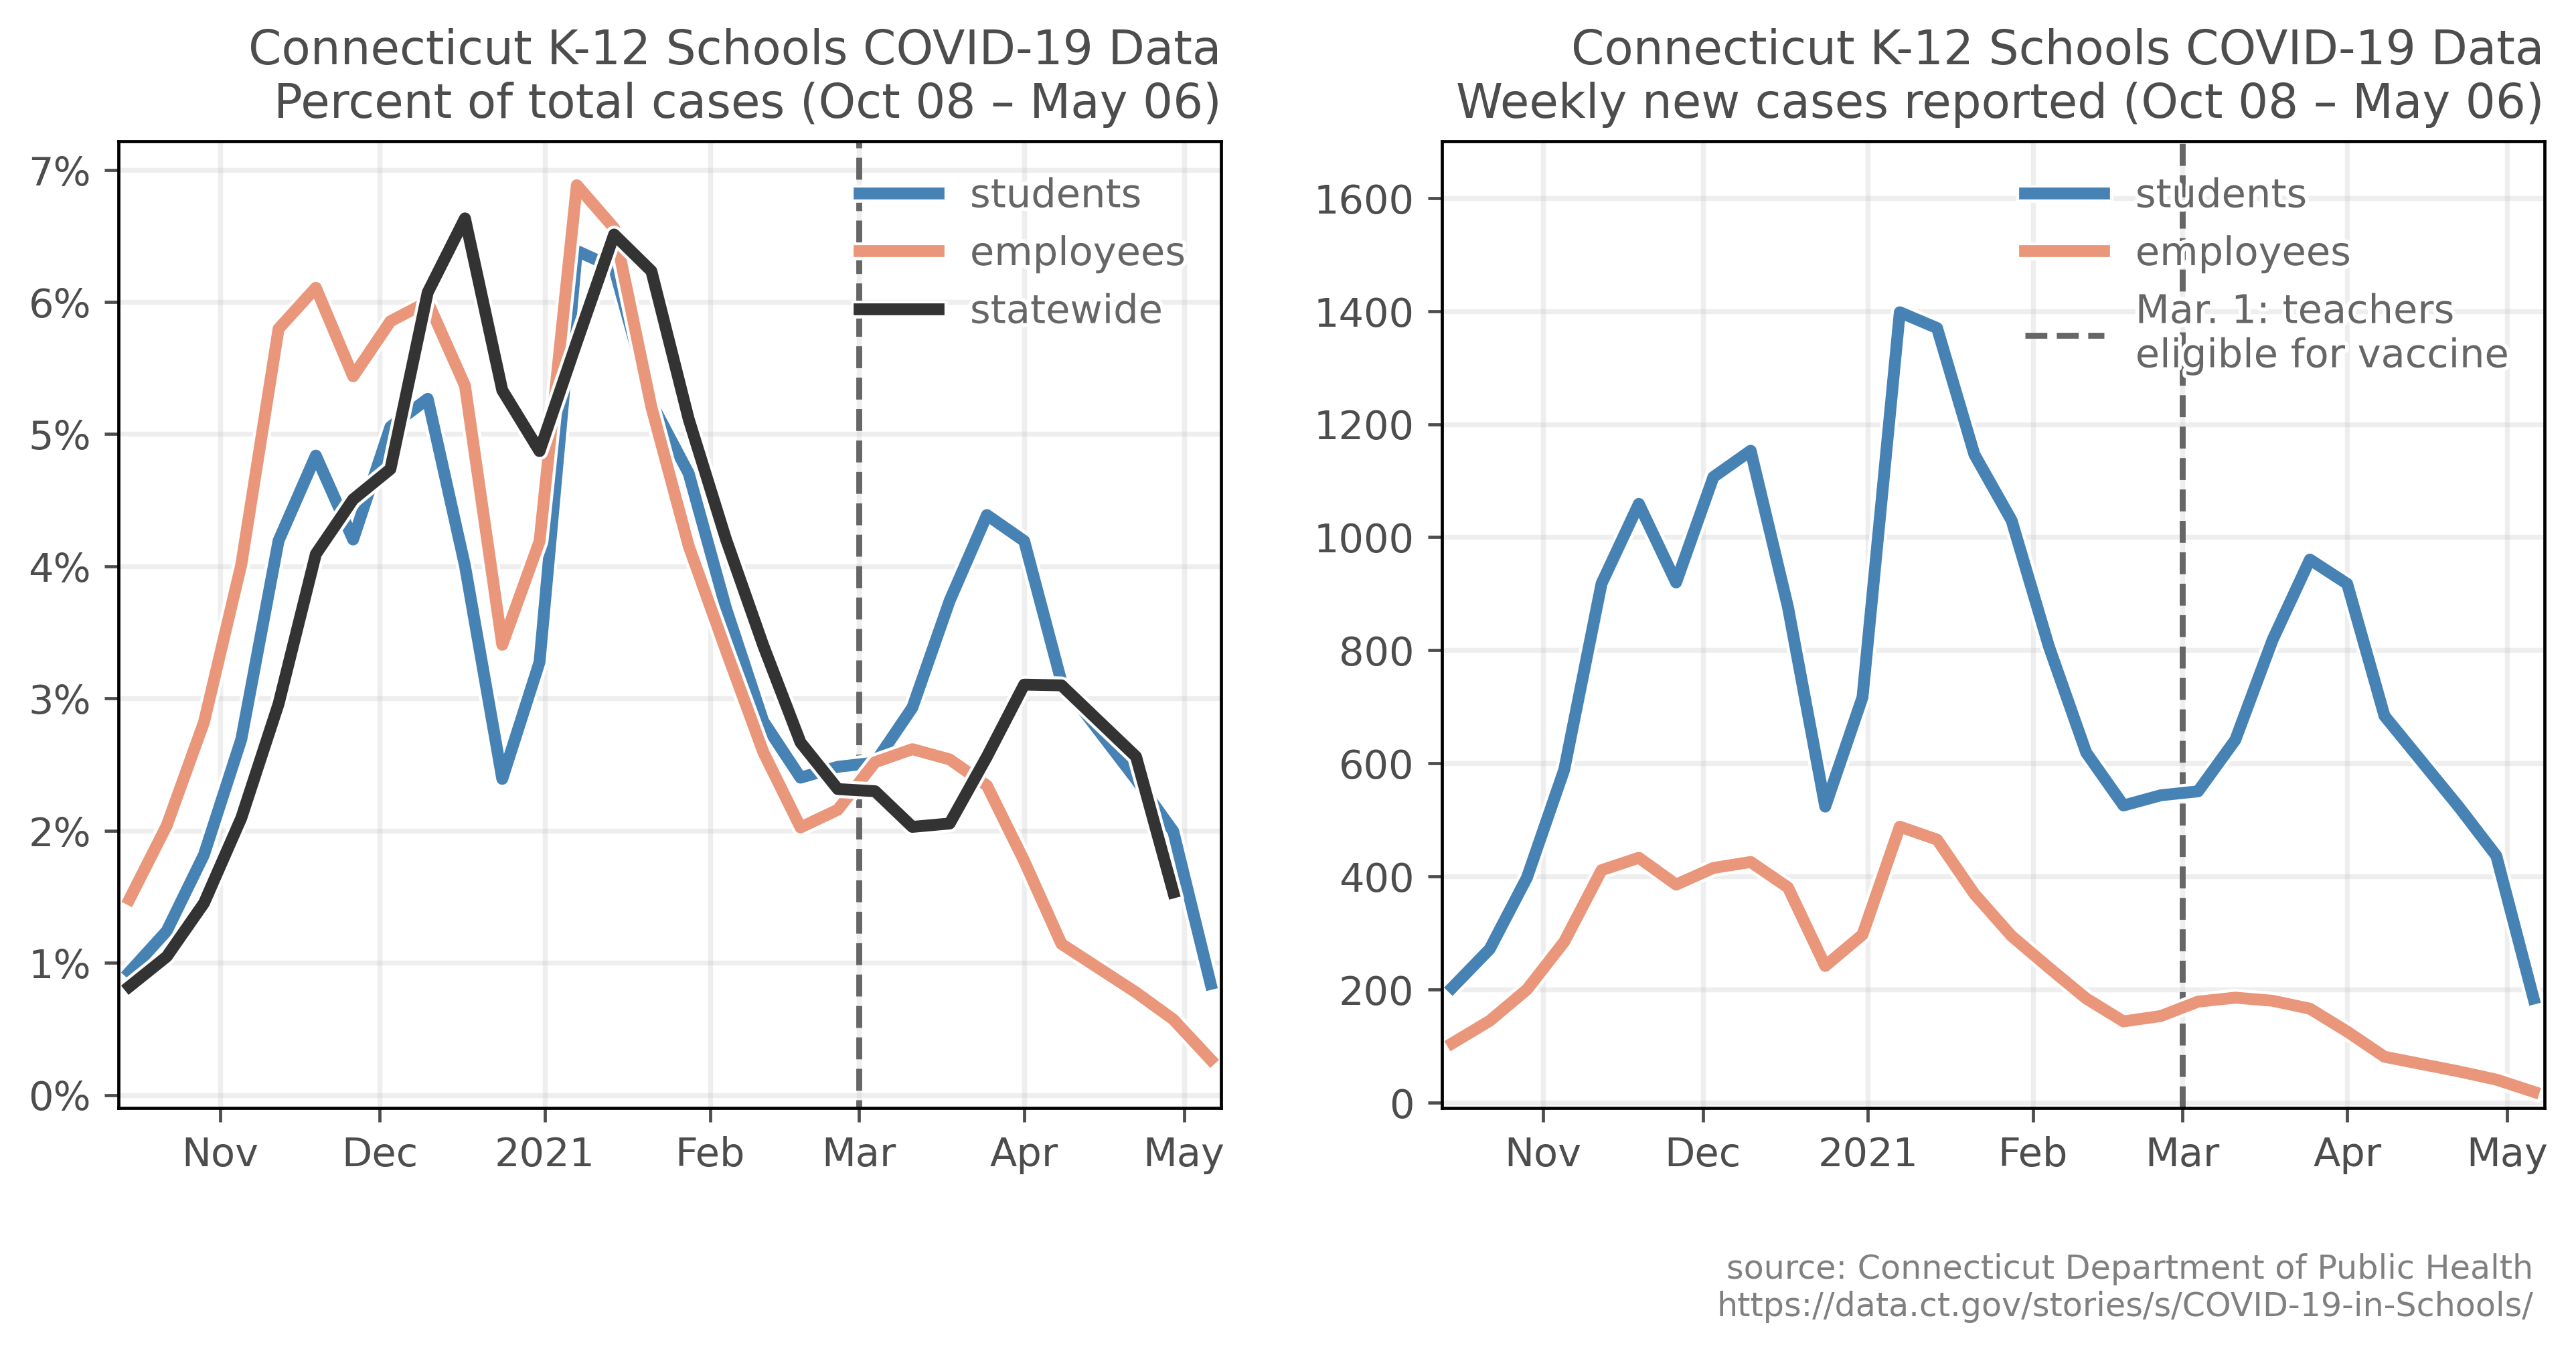 Connecticut K-12 Schools COVID-19 Data
Percent of total cases (Oct 08 – May 06)
7%
6%
5%
4%
3%
2%
1%
0%
students
employees
statewide
Nov Dec 2021 Feb Mar Apr May
Connecticut K-12 Schools COVID-19 Data
Weekly new cases reported (Oct 08 – May 06)
1600
1400
1200
1000
800
600
400
200
0
students
employees
Mar. 1: teachers
eligible for vaccine
Nov Dec 2021 Feb Mar Apr May
source: Connecticut Department of Public Health
https://data.ct.gov/stories/s/COVID-19-in-Schools/